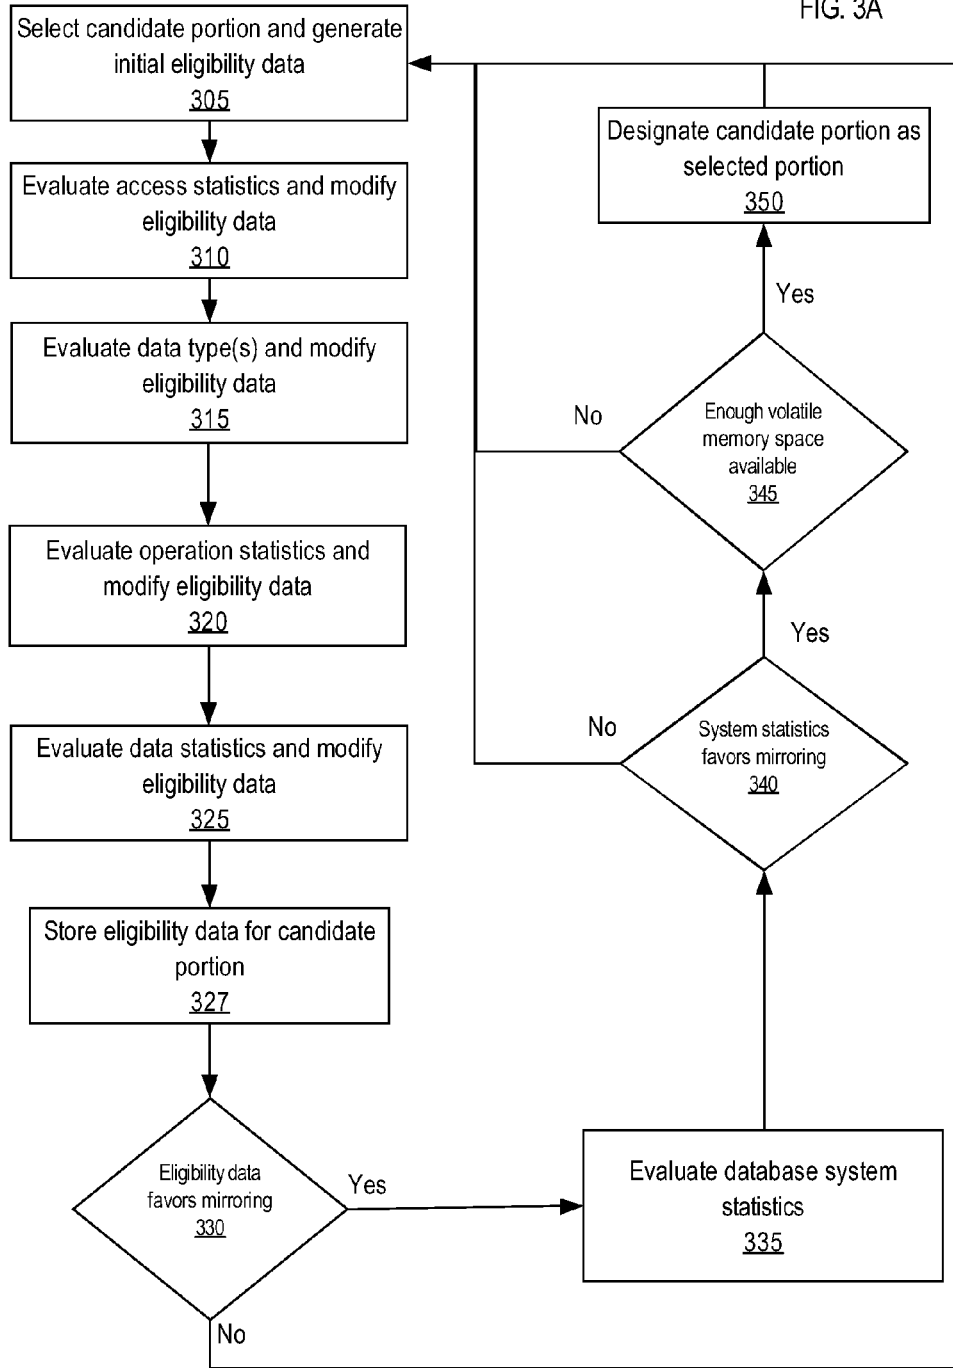 FIG. 3A
Select candidate portion and generate
initial eligibility data
305
Evaluate access statistics and modify
eligibility data
310
Evaluate data type(s) and modify
eligibility data
315
Evaluate operation statistics and
modify eligibility data
320
Evaluate data statistics and modify
eligibility data
325
Store eligibility data for candidate
portion
327
Eligibility data
favors mirroring
330
Yes
No
Evaluate database system
statistics
335
System statistics
favors mirroring
340
No
Yes
Enough volatile
memory space
available
345
No
Yes
Designate candidate portion as
selected portion
350